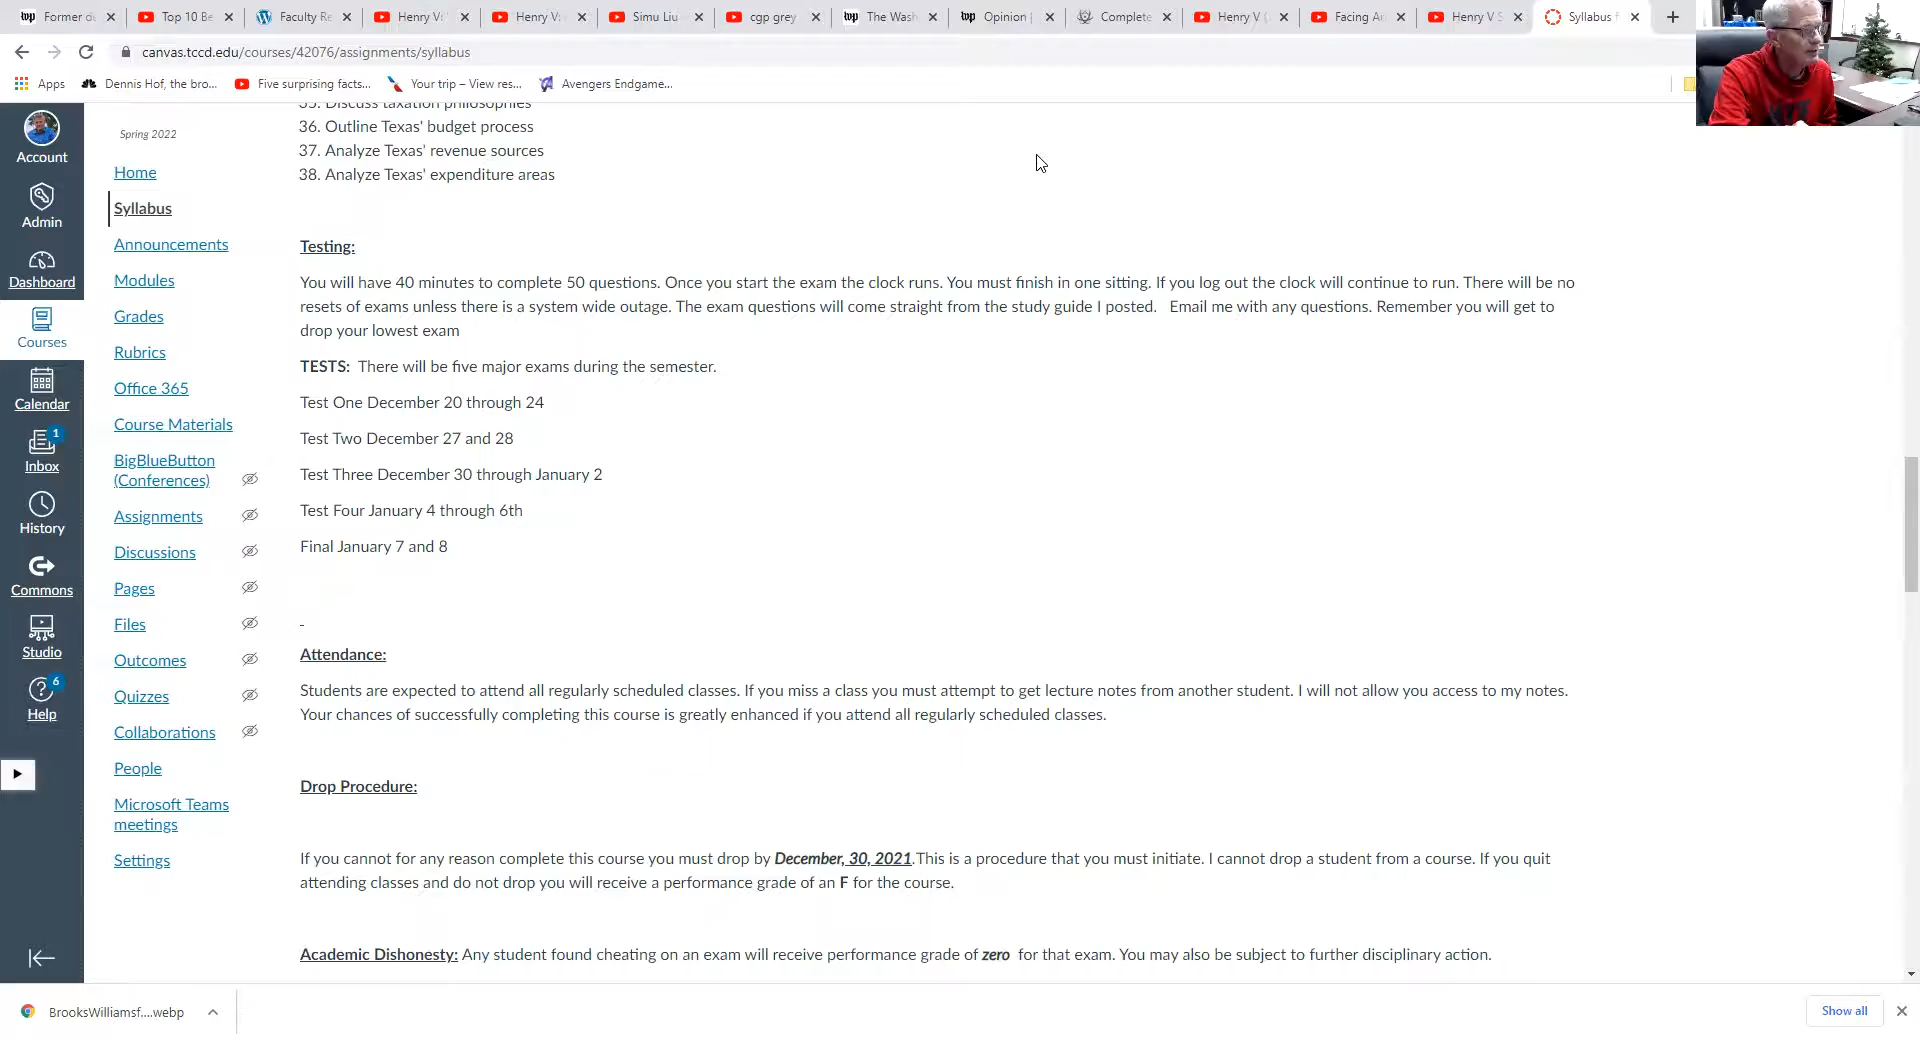 Former d
Top 10 Be
Faculty Re
Henry V:
Henry V:
Simu Liu
cgp grey
The Wash
Opinion |
Complete
Henry V (
Facing A
Henry V S
Syllabus f
canvas.tccd.edu/courses/42076/assignments/syllabus
Apps
Dennis Hof, the bro...
Five surprising facts...
Your trip – View res...
Avengers Endgame...
Account
Admin
Dashboard
Courses
Calendar
1
Inbox
History
Commons
Studio
6
Help
Spring 2022
Home
Syllabus
Announcements
Modules
Grades
Rubrics
Office 365
Course Materials
BigBlueButton
(Conferences)
Assignments
Discussions
Pages
Files
Outcomes
Quizzes
Collaborations
People
Microsoft Teams
meetings
Settings
35. Discuss taxation philosophies
36. Outline Texas' budget process
37. Analyze Texas' revenue sources
38. Analyze Texas' expenditure areas
Testing:
You will have 40 minutes to complete 50 questions. Once you start the exam the clock runs. You must finish in one sitting. If you log out the clock will continue to run. There will be no
resets of exams unless there is a system wide outage. The exam questions will come straight from the study guide I posted. Email me with any questions. Remember you will get to
drop your lowest exam
TESTS: There will be five major exams during the semester.
Test One December 20 through 24
Test Two December 27 and 28
Test Three December 30 through January 2
Test Four January 4 through 6th
Final January 7 and 8
Attendance:
Students are expected to attend all regularly scheduled classes. If you miss a class you must attempt to get lecture notes from another student. I will not allow you access to my notes.
Your chances of successfully completing this course is greatly enhanced if you attend all regularly scheduled classes.
Drop Procedure:
If you cannot for any reason complete this course you must drop by December, 30, 2021.This is a procedure that you must initiate. I cannot drop a student from a course. If you quit
attending classes and do not drop you will receive a performance grade of an F for the course.
Academic Dishonesty: Any student found cheating on an exam will receive performance grade of zero for that exam. You may also be subject to further disciplinary action.
BrooksWilliamsf....webp
Show all